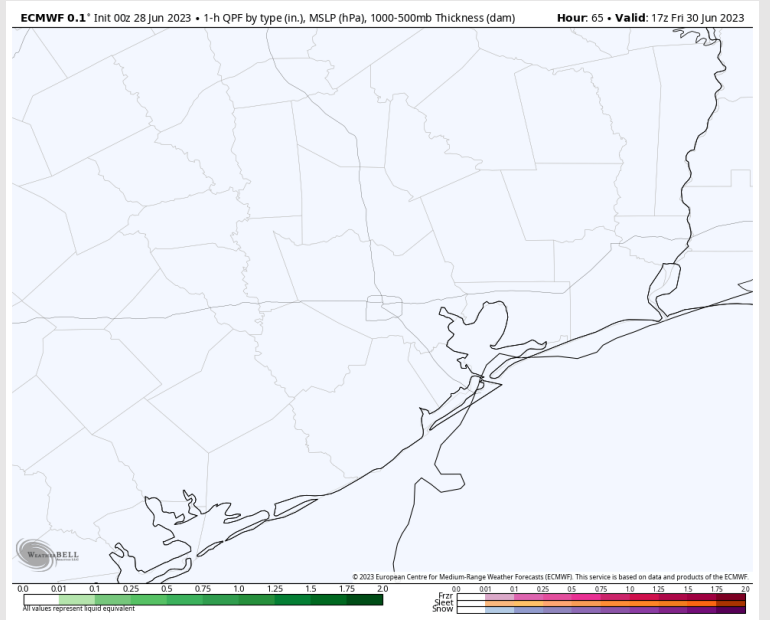 ECMWF 0.1° Init 00z 28 Jun 2023 • 1-h QPF by type (in.), MSLP (hPa), 1000-500mb Thickness (dam) Hour: 65 • Valid: 17z Fri 30 Jun 2023
WeatherBELL
© 2023 European Centre for Medium-Range Weather Forecasts (ECMWF). This service is based on data and products of the ECMWF.
0.0 0.01 0.1 0.25 0.5 0.75 1.0 1.25 1.5 1.75 2.0
All values represent liquid equivalent
0.0 0.001 0.1 0.25 0.5 0.75 1.0 1.25 1.5 1.75 2.0
Frzr
Sleet
Snow